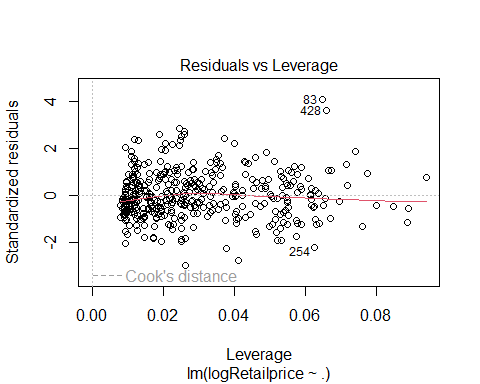 Residuals vs Leverage
Standardized residuals
4
2
0
-2
83
428
254
Cook's distance
0.00 0.02 0.04 0.06 0.08
Leverage
lm(logRetailprice ~ .)